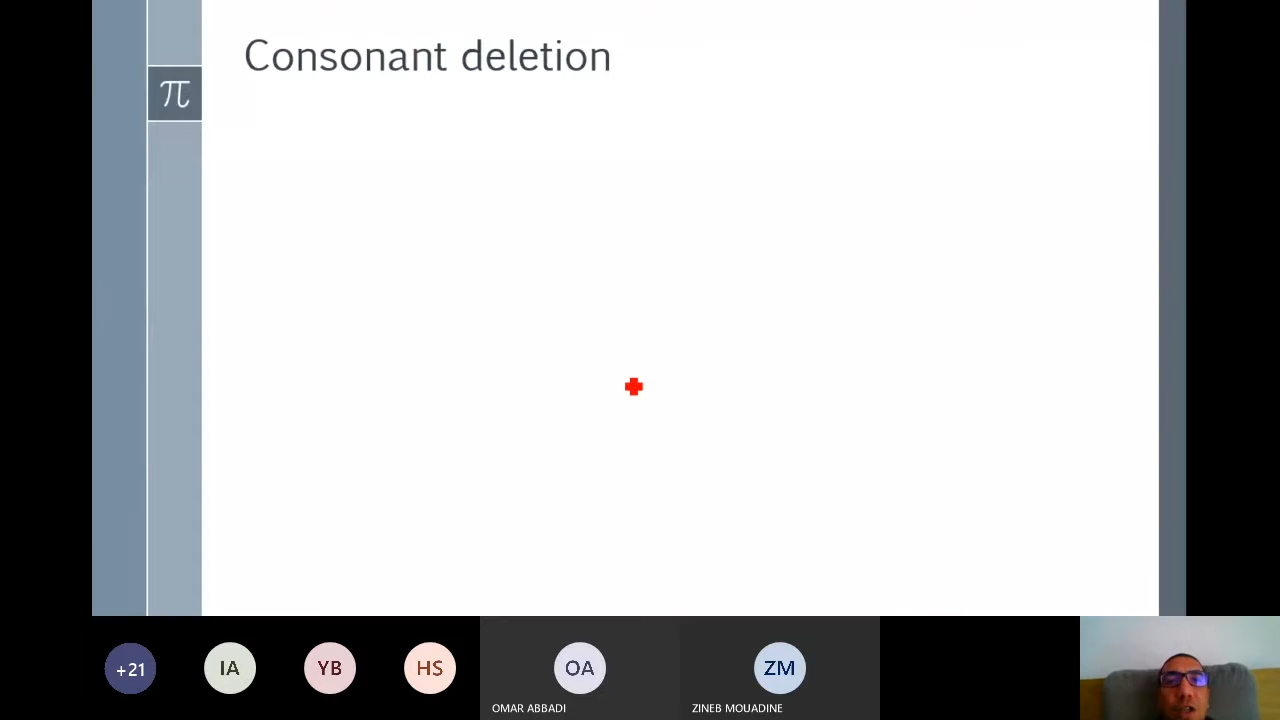 Consonant deletion
π
+21
IA
YB
HS
OA
ZM
OMAR ABBADI
ZINEB MOUADINE